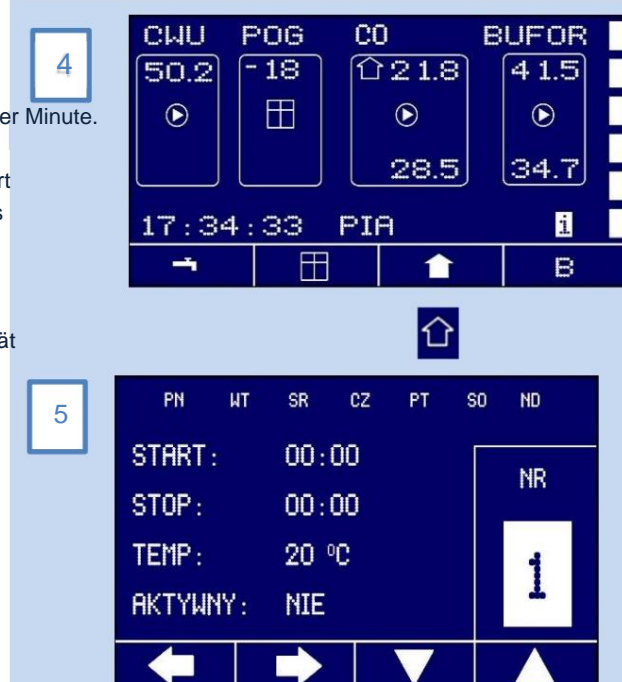 4
CWU POG CO BUFOR
50.2 -18 21.8 41.5
er Minute.
rt
28.5 34.7
s
17:34:33 PIA i
B
ät
5
PN WT SR CZ PT SO ND
START: 00:00
NR
STOP: 00:00
TEMP: 20 ºC
1
AKTYWNY: NIE